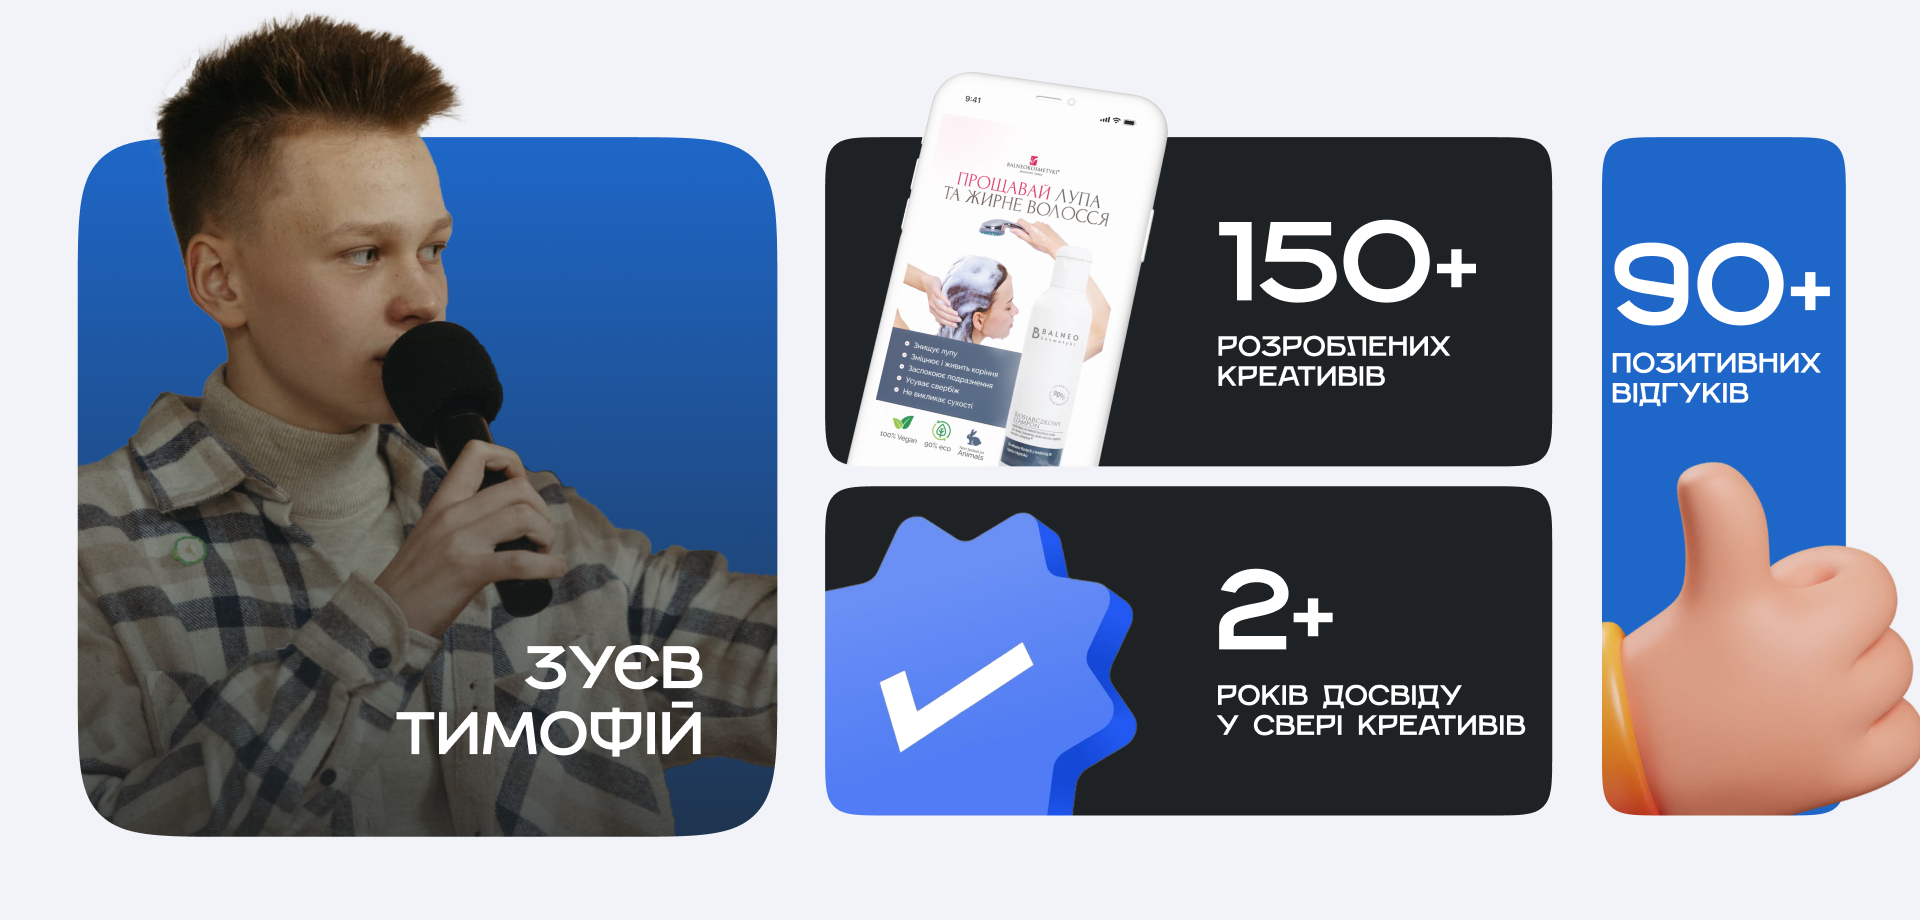 ЗУЄВ
ТИМОФІЙ
9:41
BALNEOKOSMETYKI
ПРОЩАВАЙ ЛУПА
ТА ЖИРНЕ ВОЛОССЯ
BALNEO
kosmetyki
Знищує лупу
Зміцнює і живить коріння
Заспокоює подразнення
Усуває свербіж
Не викликає сухості
90%
100% Vegan
90% eco
Animals
150+
РОЗРОБЛЕНИХ
КРЕАТИВІВ
2+
РОКІВ ДОСВІДУ
У СВЕРІ КРЕАТИВІВ
90+
ПОЗИТИВНИХ
ВІДГУКІВ